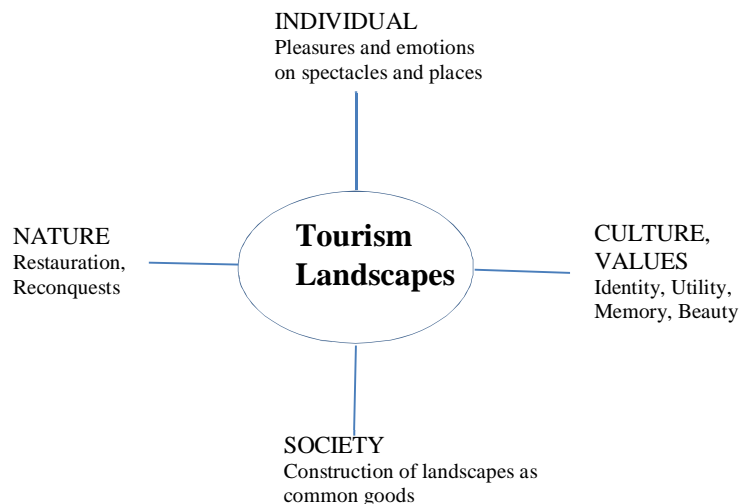 INDIVIDUAL
Pleasures and emotions
on spectacles and places
NATURE
Restauration,
Reconquests
Tourism
Landscapes
CULTURE,
VALUES
Identity, Utility,
Memory, Beauty
SOCIETY
Construction of landscapes as
common goods